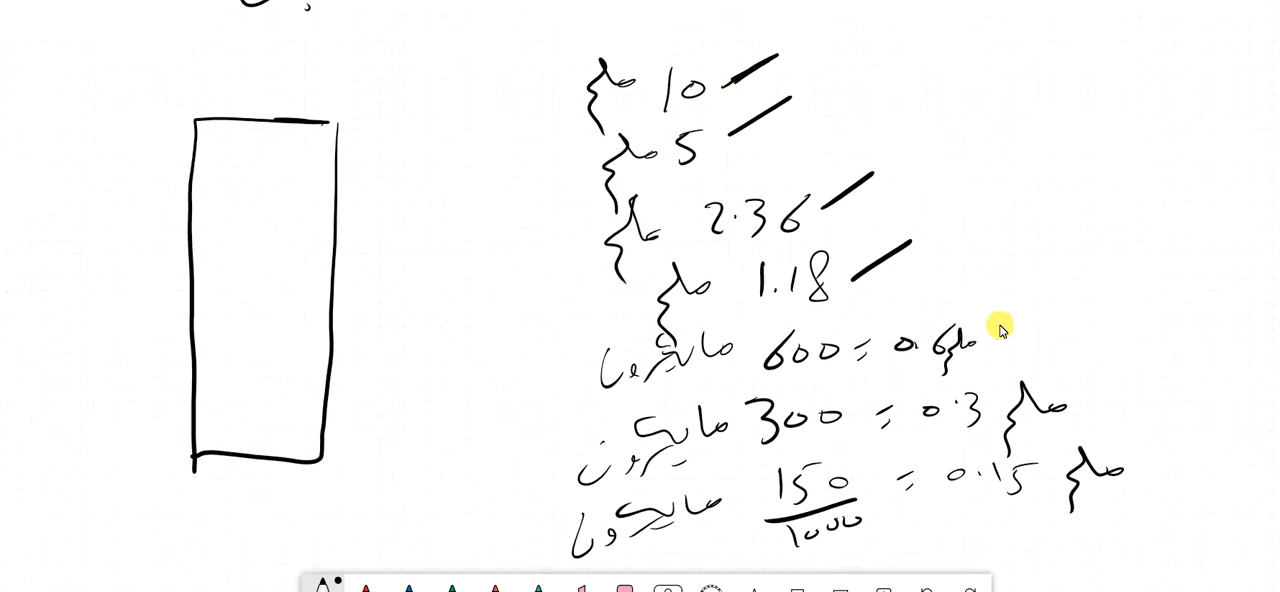 10 ملم
5 ملم
2.36 ملم
1.18 ملم
600 مايكرون = 0.6 ملم
300 مايكرون = 0.3 ملم
150/1000 مايكرون = 0.15 ملم